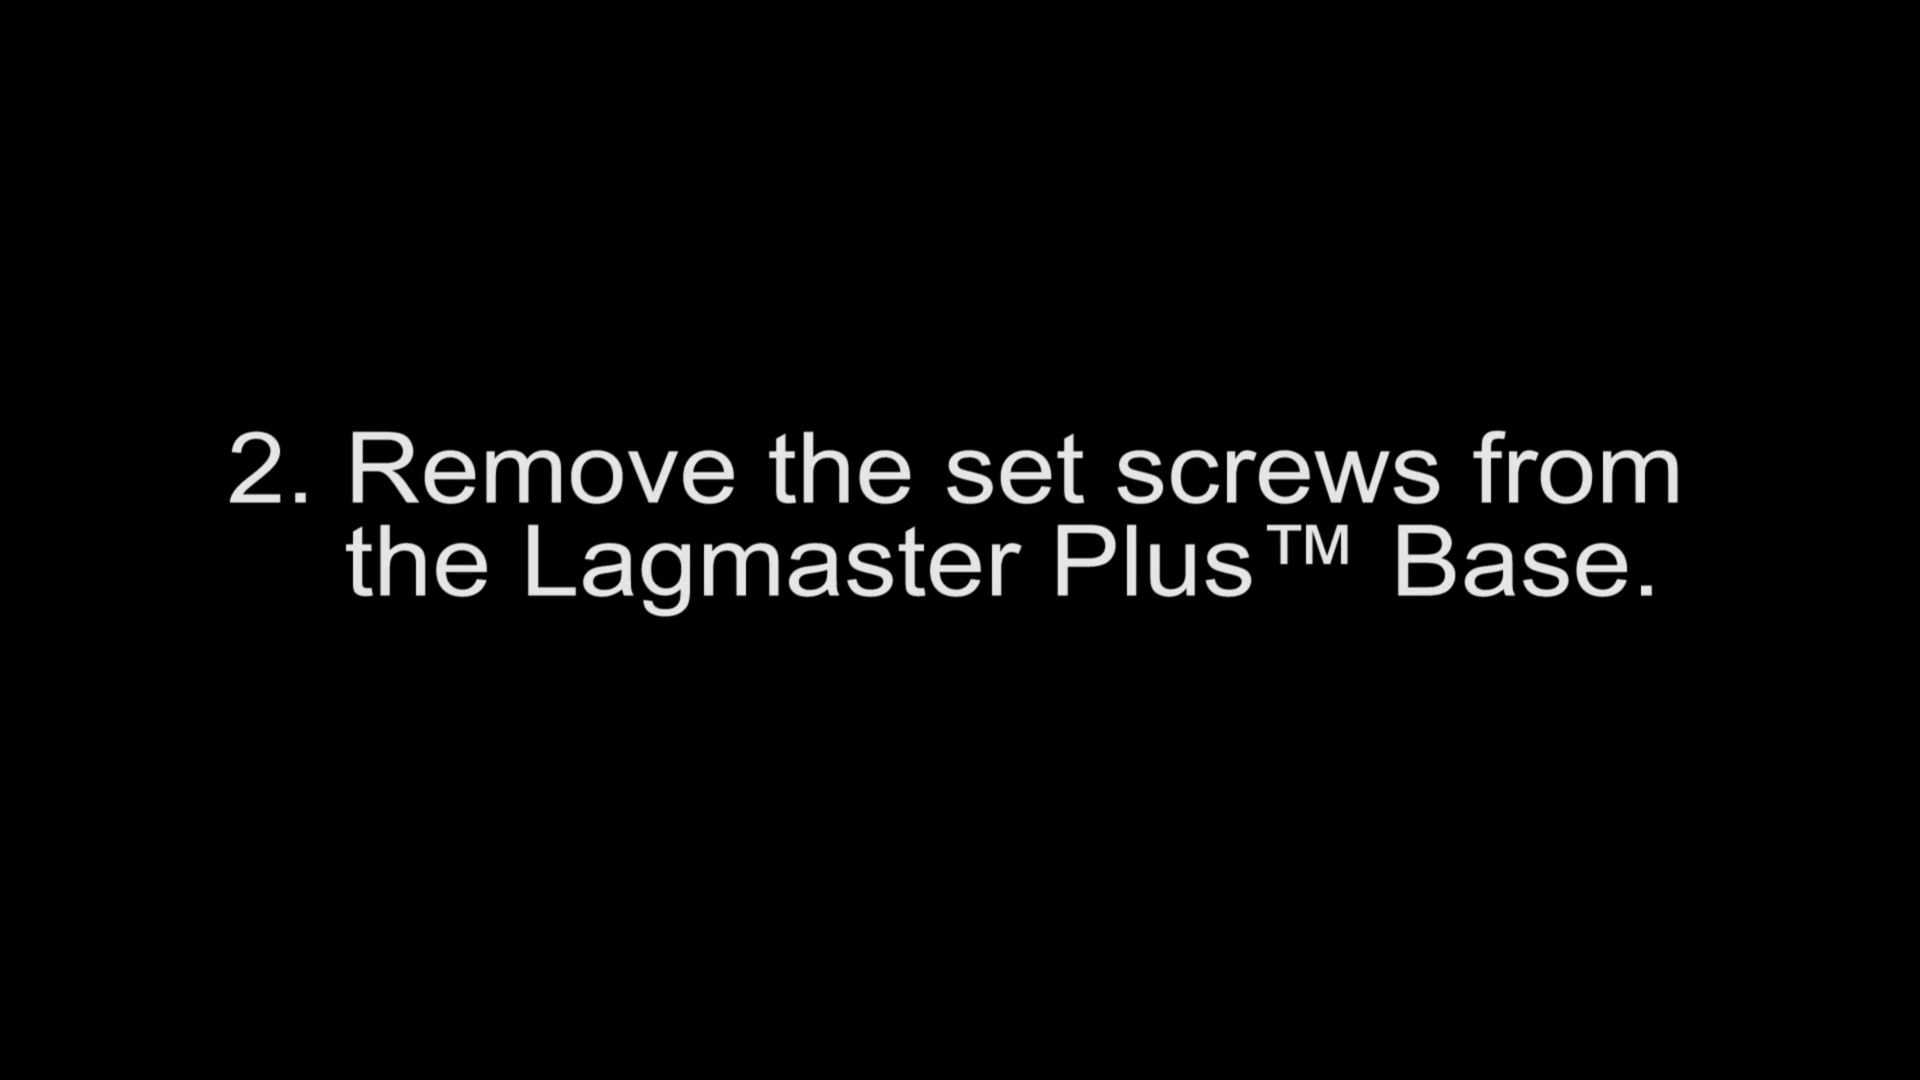 2. Remove the set screws from
the Lagmaster Plus™ Base.